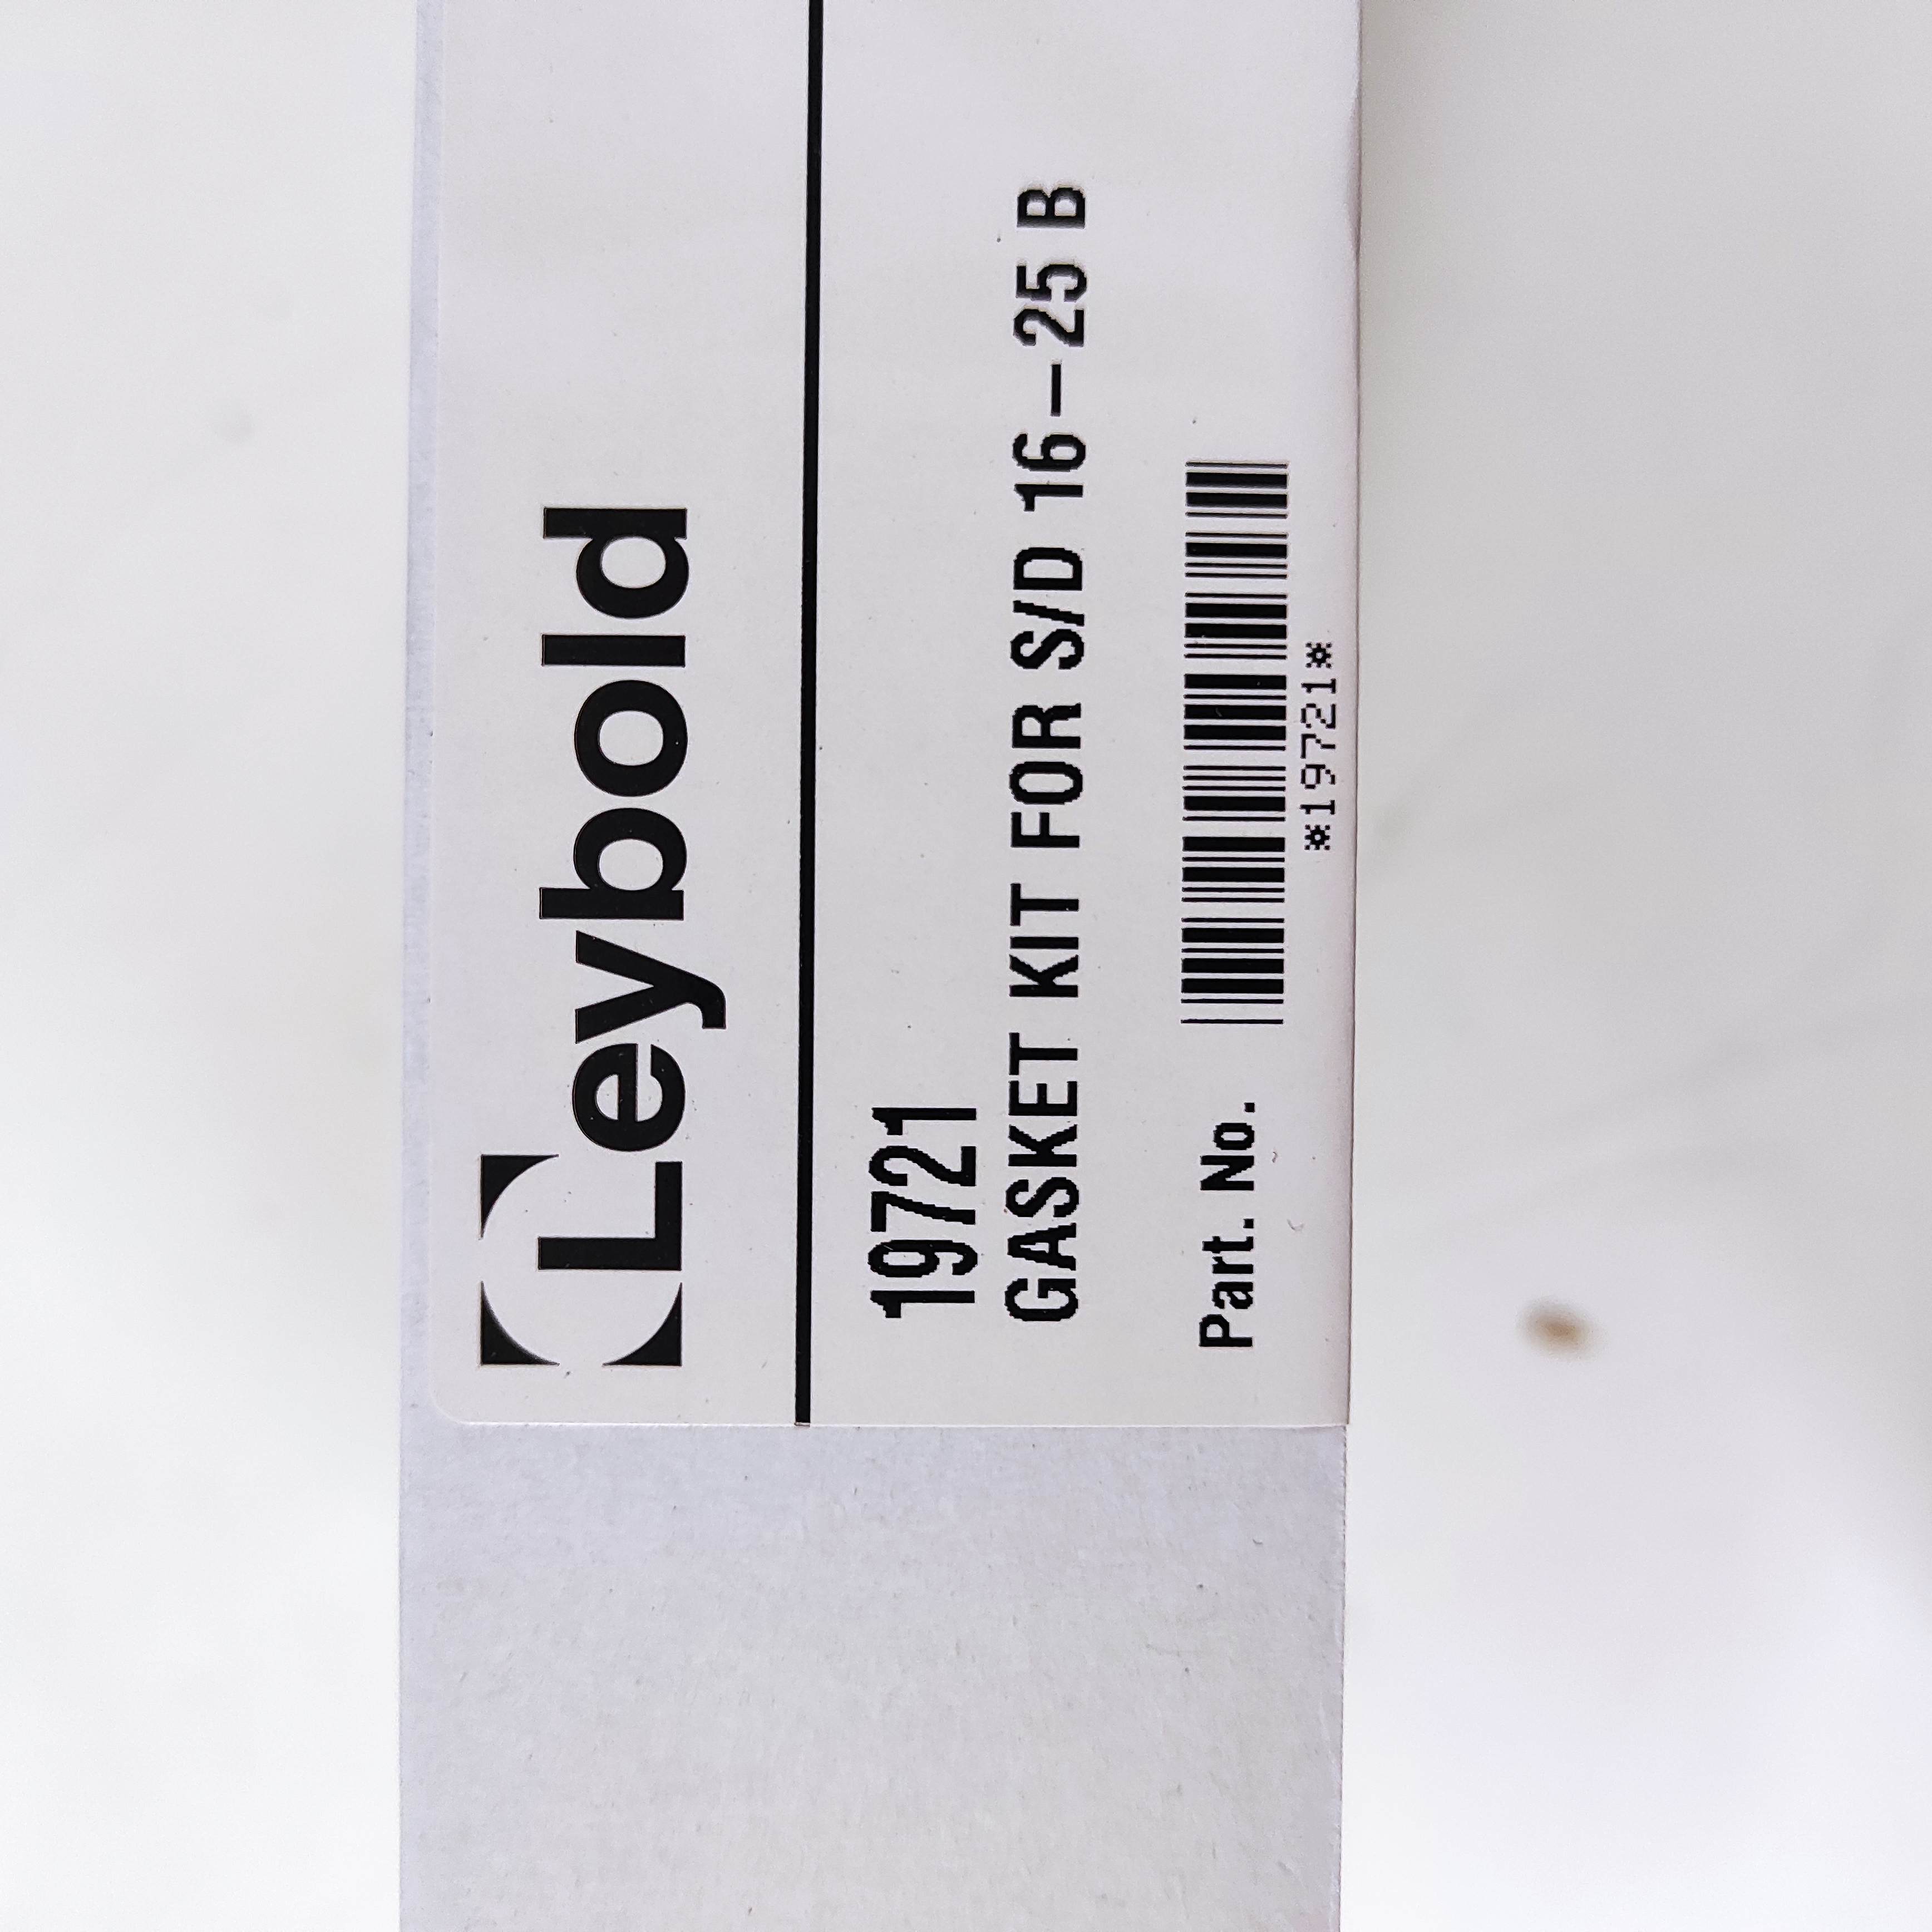 Leybold
19721
GASKET KIT FOR S/D 16-25 B
Part. No.
*19721*